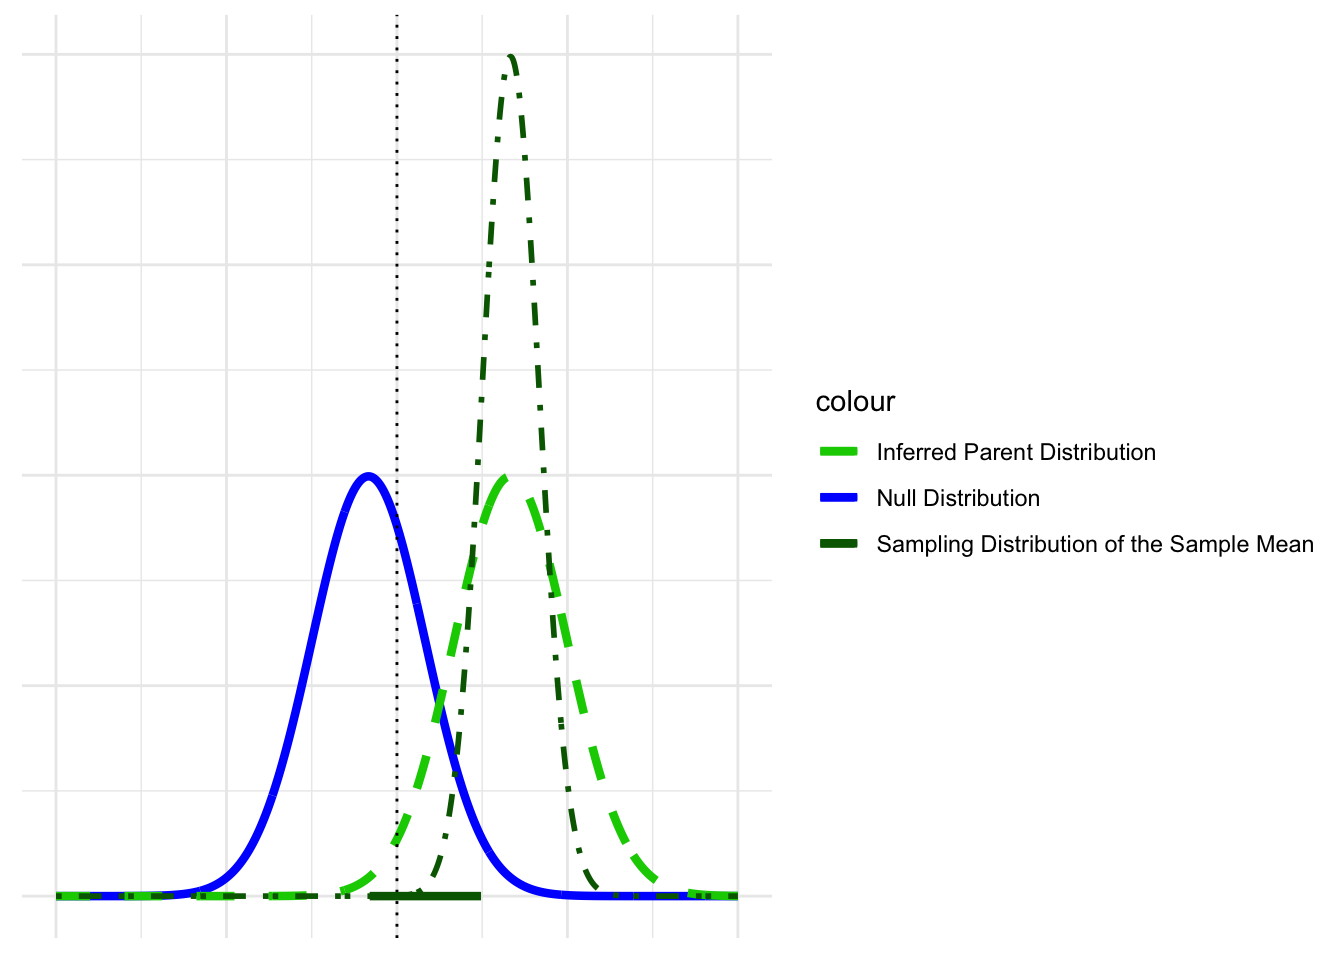 colour
Inferred Parent Distribution
Null Distribution
Sampling Distribution of the Sample Mean